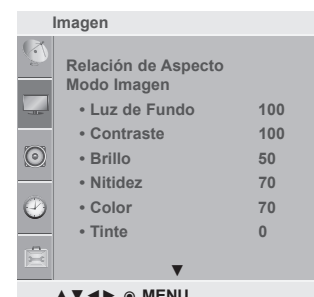 Imagen
Relación de Aspecto
Modo Imagen
• Luz de Fundo 100
• Contraste 100
• Brillo 50
• Nitidez 70
• Color 70
• Tinte 0
▼
▲▼◄► ◉ MENU